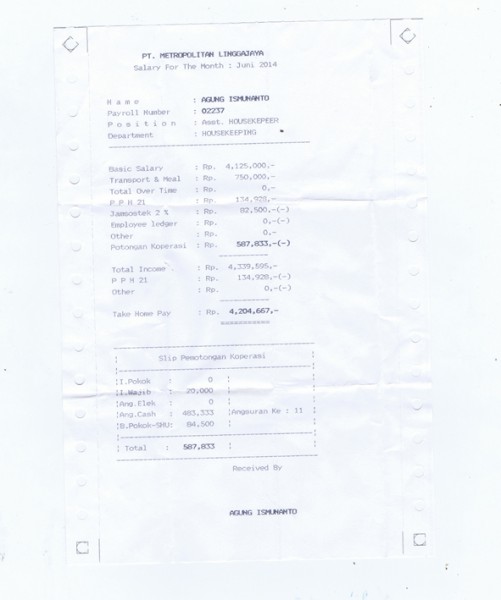 PT. METROPOLITAN LINGGAJAYA
Salary For The Month : Juni 2014
Name : AGUNG ISMUNANTO
Payroll Number : 02237
Position : Asst. HOUSEKEPEER
Department : HOUSEKEEPING
Basic Salary : Rp. 4,125,000,-
Transport & Meal : Rp. 750,000,-
Total Over Time : Rp. 0,-
P P H 21 : Rp. 134,928,-
Jamsostek 2 % : Rp. 82,500,-(-)
Employee ledger : Rp. 0,-(-)
Other : Rp. 0,-
Potongan Koperasi : Rp. 587,833,-(-)
Total Income : Rp. 4,339,595,-
P P H 21 : Rp. 134,928,-(-)
Other : Rp. 0,-(-)
Take Home Pay : Rp. 4,204,667,-
Slip Pemotongan Koperasi
I.Pokok : 0
I.Wagib : 20,000
Ang.Elek : 0
Ang.Cash : 483,333 Angsuran Ke : 11
B.Pokok-SHU: 84,500
Total : 587,833
Received By
AGUNG ISMUNANTO